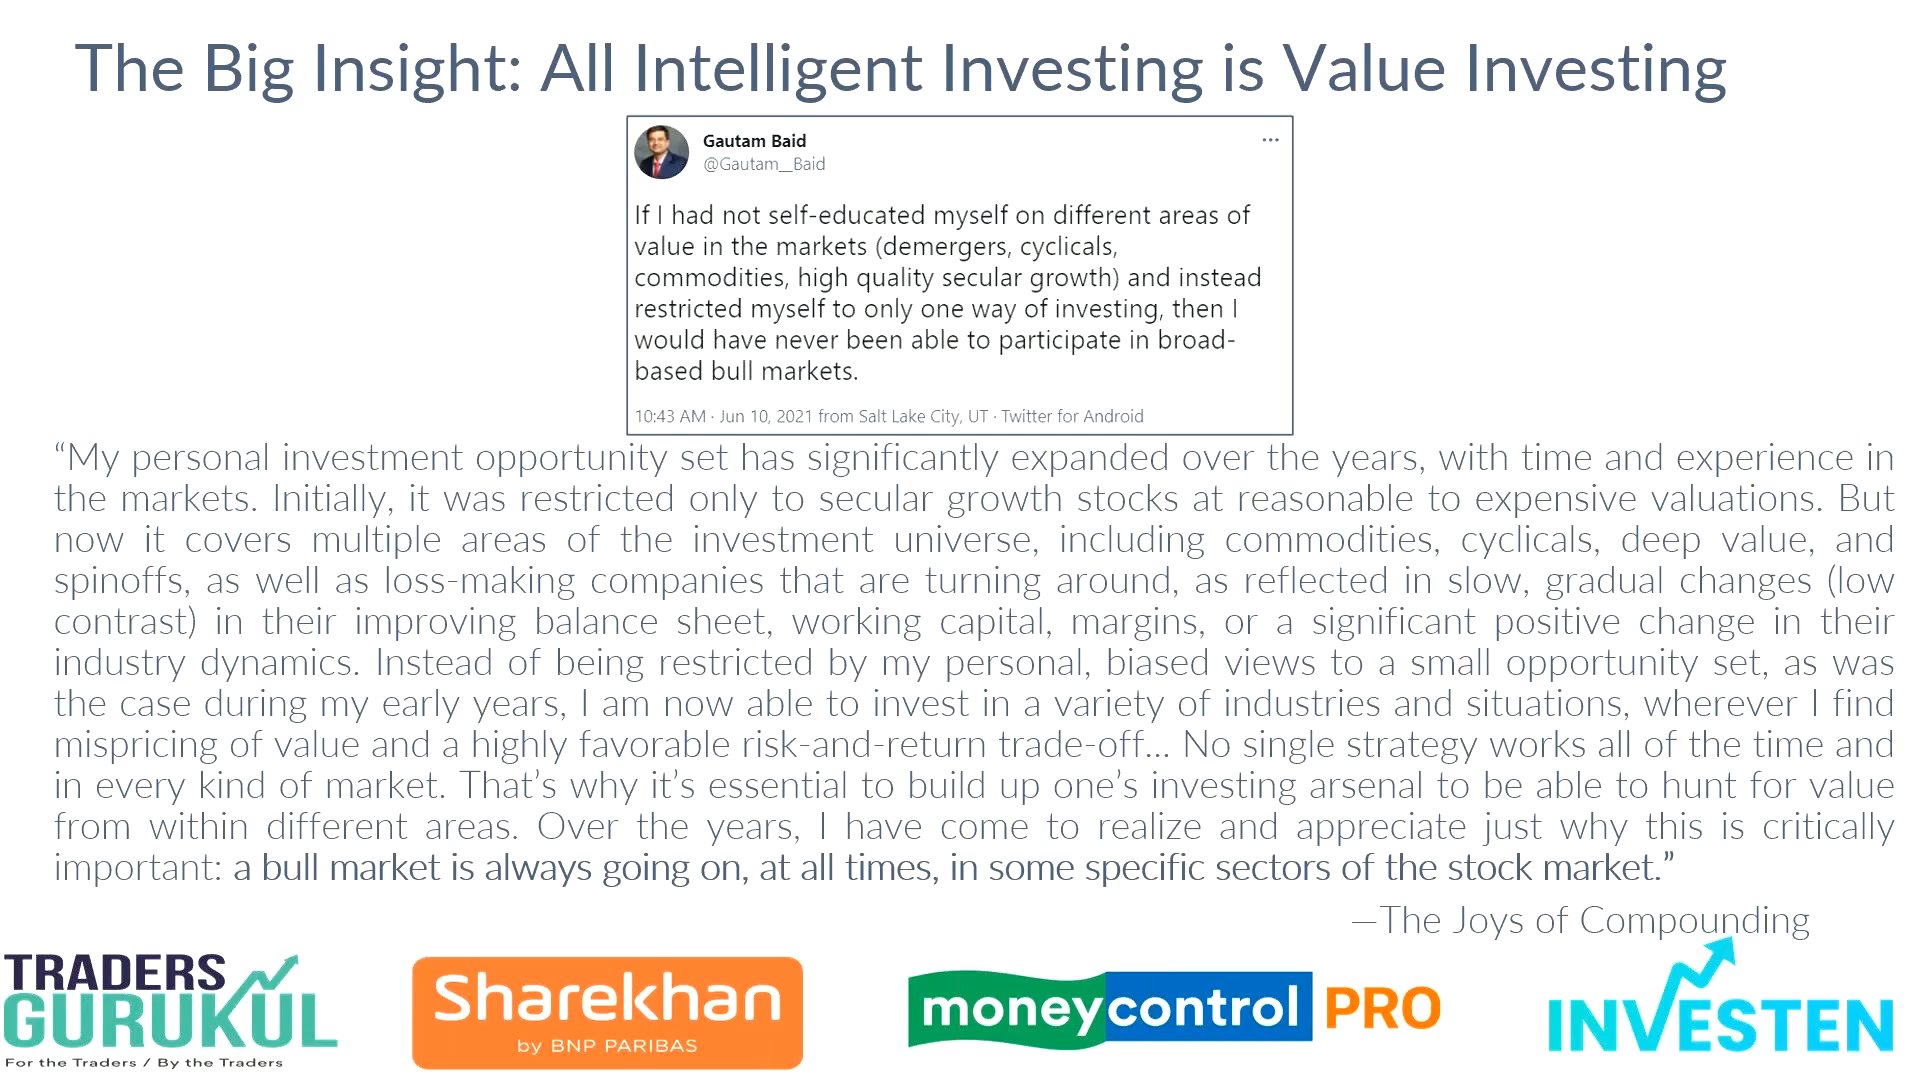 The Big Insight: All Intelligent Investing is Value Investing
Gautam Baid
@Gautam__Baid
If I had not self-educated myself on different areas of
value in the markets (demergers, cyclicals,
commodities, high quality secular growth) and instead
restricted myself to only one way of investing, then I
would have never been able to participate in broad-
based bull markets.
10:43 AM · Jun 10, 2021 from Salt Lake City, UT · Twitter for Android
“My personal investment opportunity set has significantly expanded over the years, with time and experience in
the markets. Initially, it was restricted only to secular growth stocks at reasonable to expensive valuations. But
now it covers multiple areas of the investment universe, including commodities, cyclicals, deep value, and
spinoffs, as well as loss-making companies that are turning around, as reflected in slow, gradual changes (low
contrast) in their improving balance sheet, working capital, margins, or a significant positive change in their
industry dynamics. Instead of being restricted by my personal, biased views to a small opportunity set, as was
the case during my early years, I am now able to invest in a variety of industries and situations, wherever I find
mispricing of value and a highly favorable risk-and-return trade-off... No single strategy works all of the time and
in every kind of market. That’s why it’s essential to build up one’s investing arsenal to be able to hunt for value
from within different areas. Over the years, I have come to realize and appreciate just why this is critically
important: a bull market is always going on, at all times, in some specific sectors of the stock market.”
—The Joys of Compounding
TRADERS
GURUKUL
For the Traders / By the Traders
Sharekhan
by BNP PARIBAS
moneycontrol PRO
INVESTEN